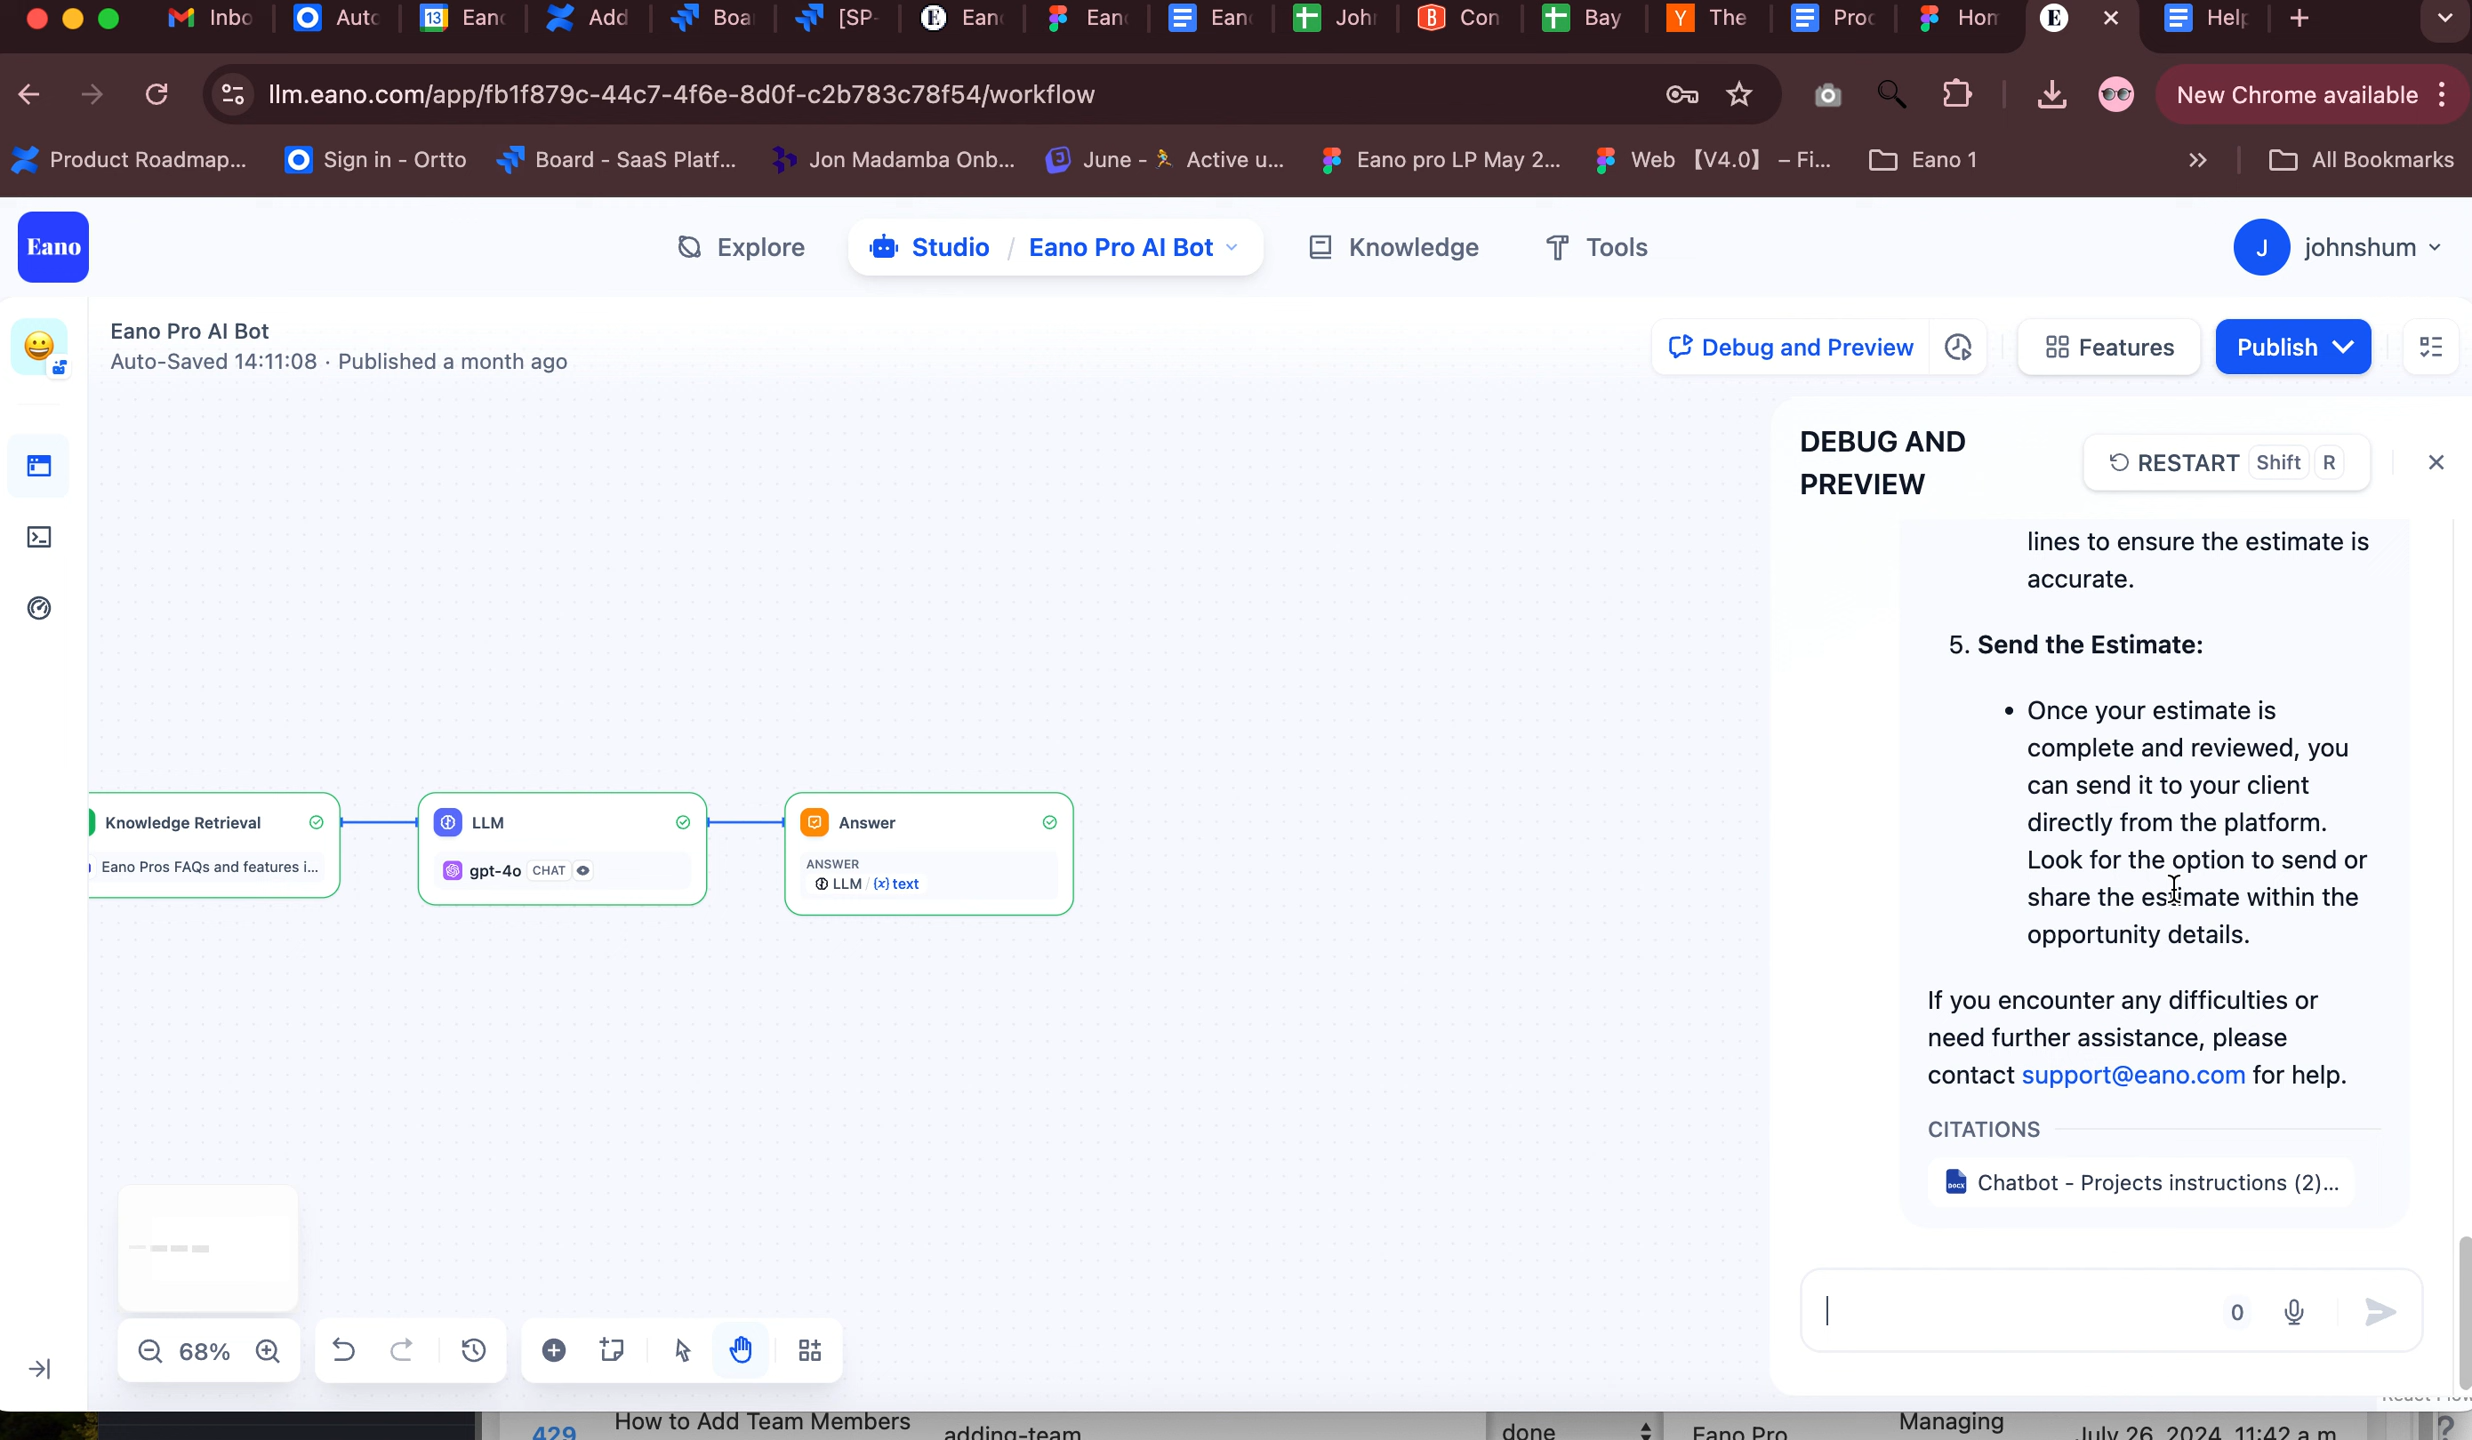 Inbo
Auto
13 Eano
Add
Boa
[SP-
E Eano
Eano
Eano
Johr
B Con
Bay
Y The
Proc
Hom
E
Help
llm.eano.com/app/fb1f879c-44c7-4f6e-8d0f-c2b783c78f54/workflow
New Chrome available
Product Roadmap...
Sign in - Ortto
Board - SaaS Platf...
Jon Madamba Onb...
June - 🏃 Active u...
Eano pro LP May 2...
Web 【V4.0】 – Fi...
Eano 1
All Bookmarks
Eano
Explore
Studio / Eano Pro AI Bot
Knowledge
Tools
J johnshum
Eano Pro AI Bot
Auto-Saved 14:11:08 · Published a month ago
Debug and Preview
Features
Publish
DEBUG AND
PREVIEW
RESTART Shift R
lines to ensure the estimate is
accurate.
5. Send the Estimate:
• Once your estimate is
complete and reviewed, you
can send it to your client
directly from the platform.
Look for the option to send or
share the estimate within the
opportunity details.
If you encounter any difficulties or
need further assistance, please
contact support@eano.com for help.
CITATIONS
DOCX Chatbot - Projects instructions (2)...
0
Knowledge Retrieval
Eano Pros FAQs and features i...
LLM
gpt-4o CHAT
Answer
ANSWER
LLM / (x) text
68%
429
How to Add Team Members
adding-team
done
Eano Pro
Managing
July 26, 2024, 11:42 a.m.